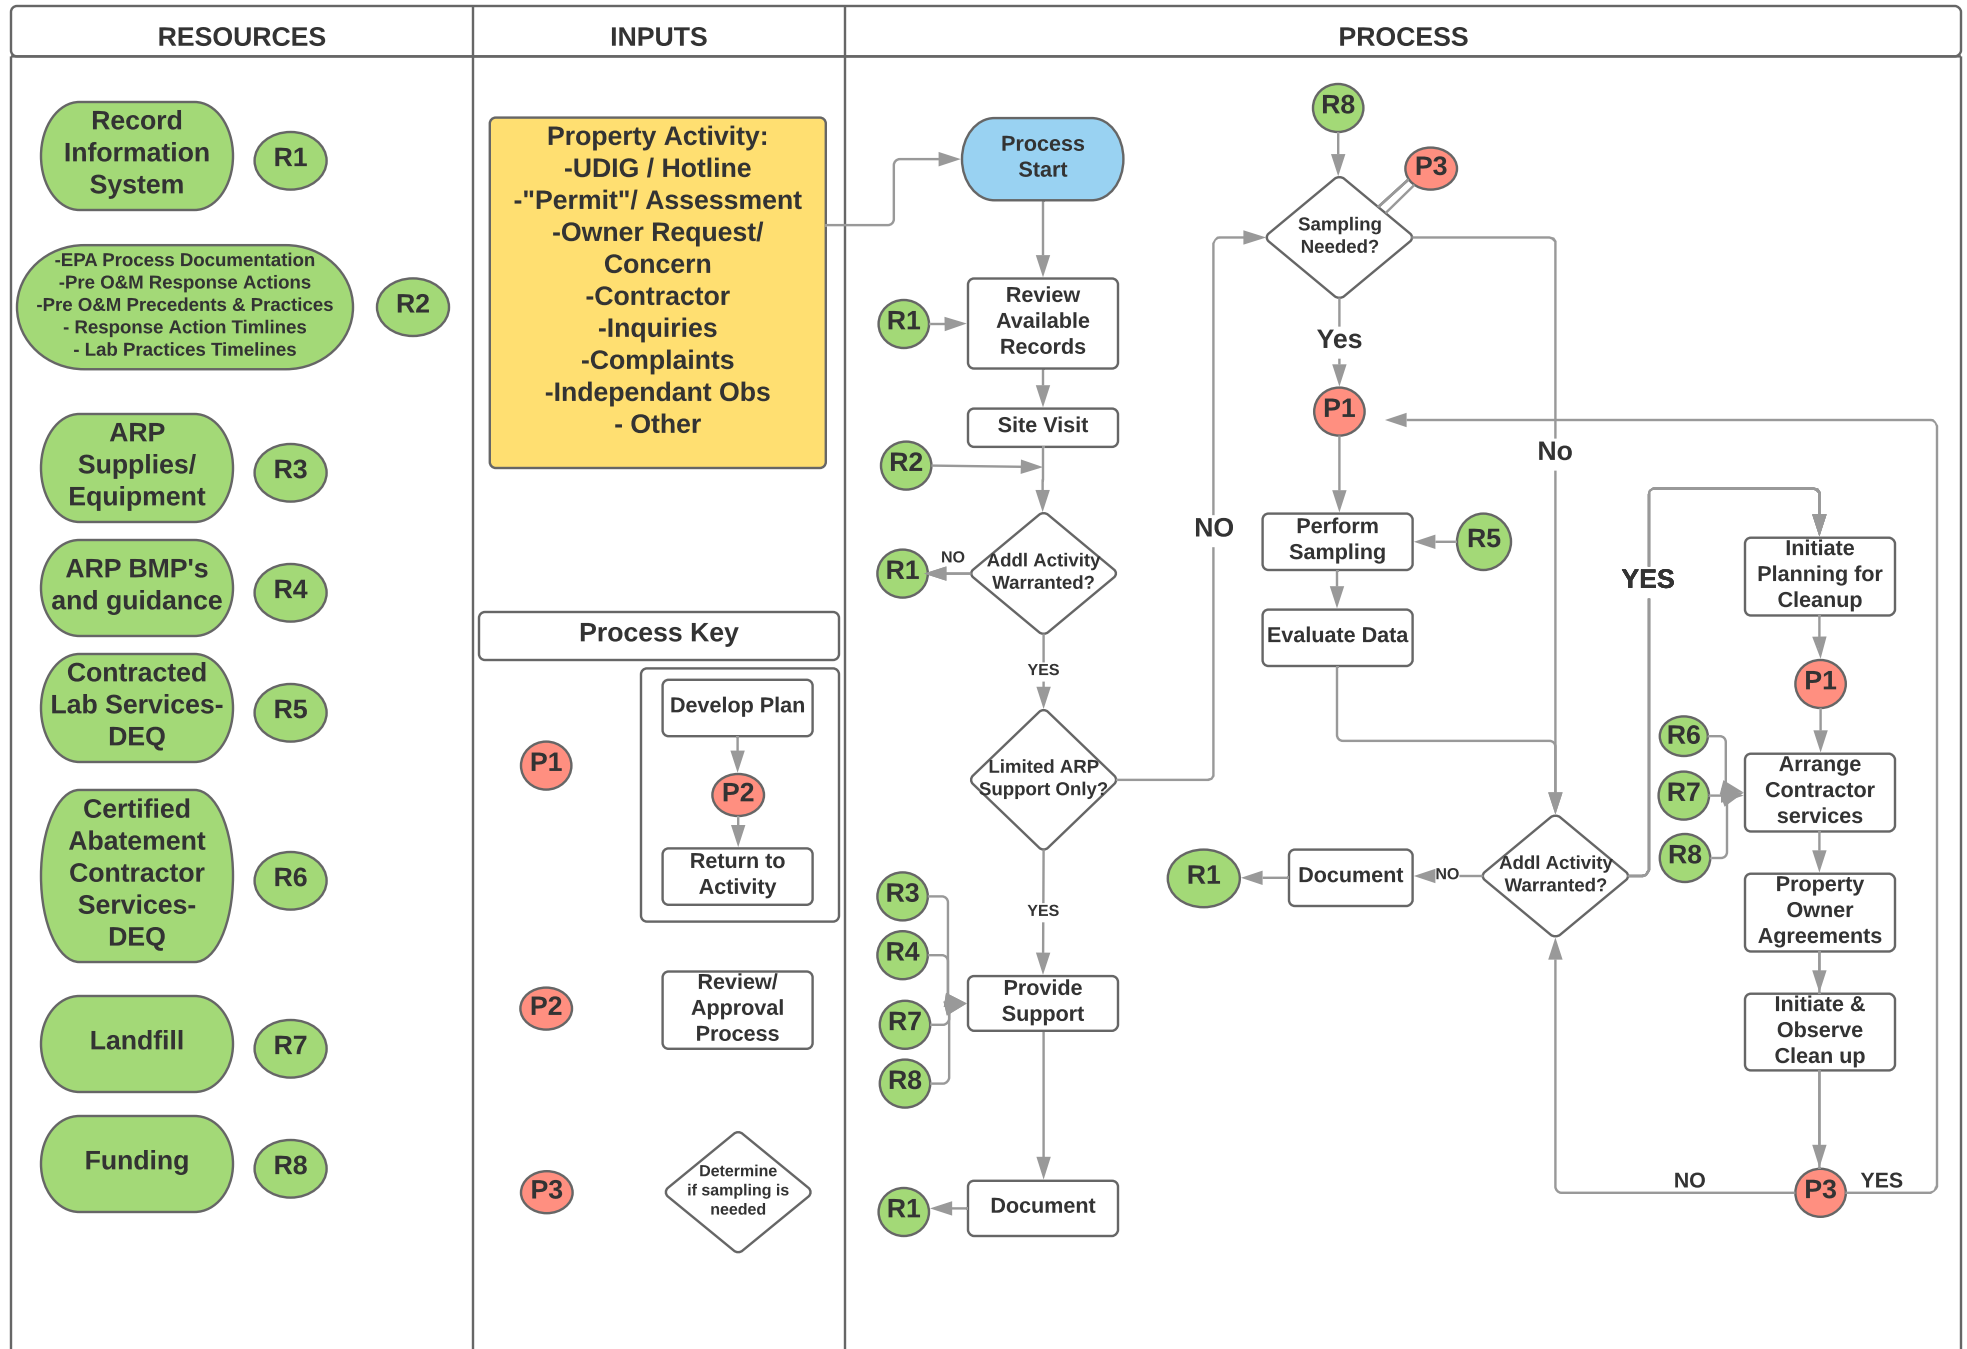 RESOURCES
INPUTS
PROCESS
Record
Information
System
R1
-EPA Process Documentation
-Pre O&M Response Actions
-Pre O&M Precedents & Practices
- Response Action Timlines
- Lab Practices Timelines
R2
ARP
Supplies/
Equipment
R3
ARP BMP's
and guidance
R4
Contracted
Lab Services-
DEQ
R5
Certified
Abatement
Contractor
Services-
DEQ
R6
Landfill
R7
Funding
R8
Property Activity:
-UDIG / Hotline
-"Permit"/ Assessment
-Owner Request/
Concern
-Contractor
-Inquiries
-Complaints
-Independant Obs
- Other
Process Key
P1
Develop Plan
P2
Return to
Activity
P2
Review/
Approval
Process
P3
Determine
if sampling is
needed
Process
Start
R1
Review
Available
Records
Site Visit
R2
Addl Activity
Warranted?
NO
R1
YES
Limited ARP
Support Only?
NO
YES
R3
R4
R7
R8
Provide
Support
Document
R1
R8
P3
Sampling
Needed?
Yes
No
P1
Perform
Sampling
R5
Evaluate Data
Addl Activity
Warranted?
NO
Document
R1
YES
Initiate
Planning for
Cleanup
P1
R6
R7
R8
Arrange
Contractor
services
Property
Owner
Agreements
Initiate &
Observe
Clean up
P3
NO
YES